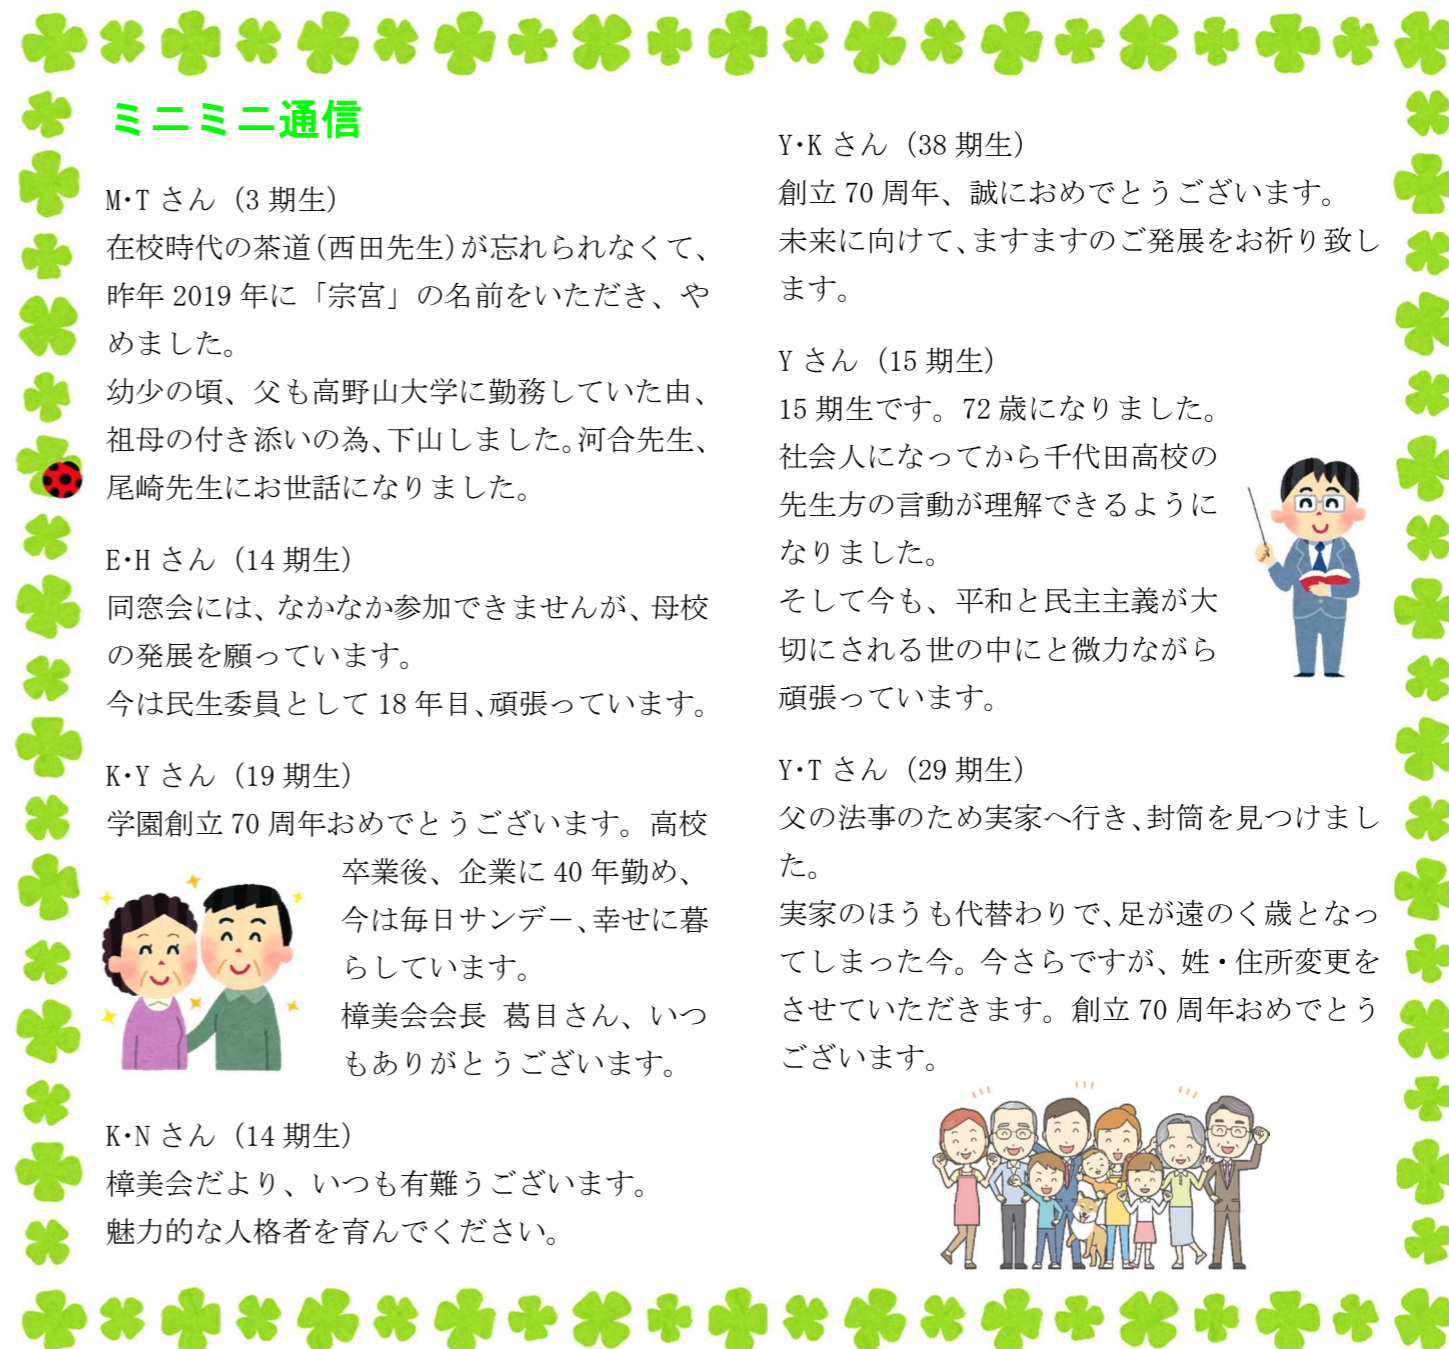 ミニミニ通信
M･T さん（3 期生）
在校時代の茶道(西田先生)が忘れられなくて、
昨年 2019 年に「宗宮」の名前をいただき、や
めました。
幼少の頃、父も高野山大学に勤務していた由、
祖母の付き添いの為、下山しました。河合先生、
尾崎先生にお世話になりました。
E･H さん（14 期生）
同窓会には、なかなか参加できませんが、母校
の発展を願っています。
今は民生委員として 18 年目、頑張っています。
K･Y さん（19 期生）
学園創立 70 周年おめでとうございます。高校
卒業後、企業に 40 年勤め、
今は毎日サンデー、幸せに暮
らしています。
樟美会会長 葛目さん、いつ
もありがとうございます。
K･N さん（14 期生）
樟美会だより、いつも有難うございます。
魅力的な人格者を育んでください。
Y･K さん（38 期生）
創立 70 周年、誠におめでとうございます。
未来に向けて、ますますのご発展をお祈り致し
ます。
Y さん（15 期生）
15 期生です。72 歳になりました。
社会人になってから千代田高校の
先生方の言動が理解できるように
なりました。
そして今も、平和と民主主義が大
切にされる世の中にと微力ながら
頑張っています。
Y･T さん（29 期生）
父の法事のため実家へ行き、封筒を見つけまし
た。
実家のほうも代替わりで、足が遠のく歳となっ
てしまった今。今さらですが、姓・住所変更を
させていただきます。創立 70 周年おめでとう
ございます。